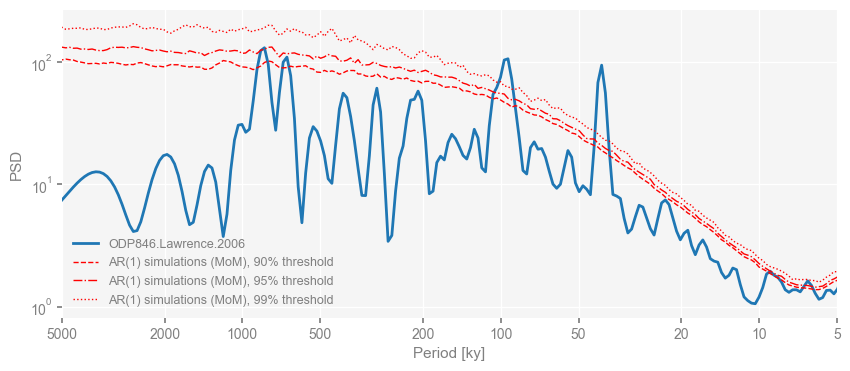 PSD
10²
10¹
10⁰
ODP846.Lawrence.2006
AR(1) simulations (MoM), 90% threshold
AR(1) simulations (MoM), 95% threshold
AR(1) simulations (MoM), 99% threshold
5000 2000 1000 500 200 100 50 20 10 5
Period [ky]